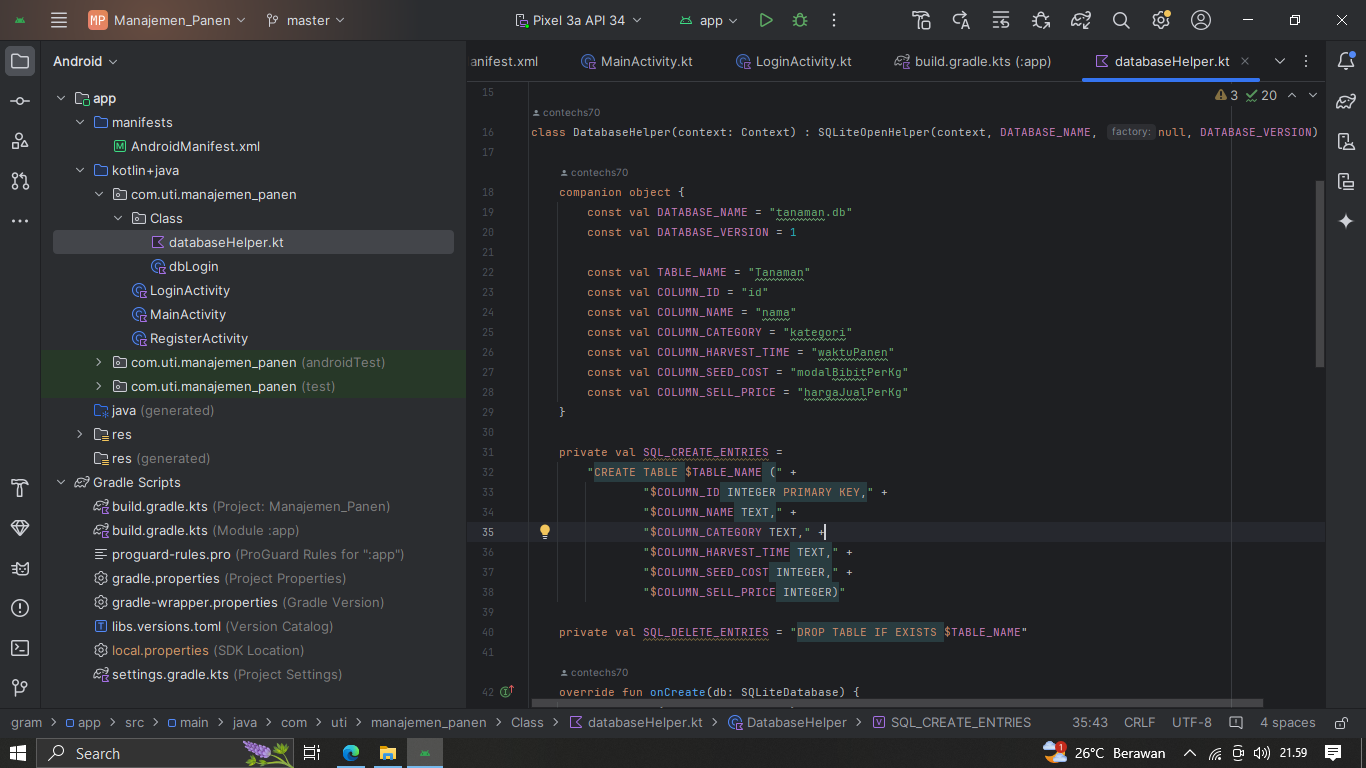 MP Manajemen_Panen
master
Pixel 3a API 34
app
Android
anifest.xml
MainActivity.kt
LoginActivity.kt
build.gradle.kts (:app)
databaseHelper.kt
app
manifests
AndroidManifest.xml
kotlin+java
com.uti.manajemen_panen
Class
databaseHelper.kt
dbLogin
LoginActivity
MainActivity
RegisterActivity
com.uti.manajemen_panen (androidTest)
com.uti.manajemen_panen (test)
java (generated)
res
res (generated)
Gradle Scripts
build.gradle.kts (Project: Manajemen_Panen)
build.gradle.kts (Module :app)
proguard-rules.pro (ProGuard Rules for ":app")
gradle.properties (Project Properties)
gradle-wrapper.properties (Gradle Version)
libs.versions.toml (Version Catalog)
local.properties (SDK Location)
settings.gradle.kts (Project Settings)
3 20
15
contechs70
16 class DatabaseHelper(context: Context) : SQLiteOpenHelper(context, DATABASE_NAME, factory: null, DATABASE_VERSION)
17
contechs70
18 companion object {
19 const val DATABASE_NAME = "tanaman.db"
20 const val DATABASE_VERSION = 1
21
22 const val TABLE_NAME = "Tanaman"
23 const val COLUMN_ID = "id"
24 const val COLUMN_NAME = "nama"
25 const val COLUMN_CATEGORY = "kategori"
26 const val COLUMN_HARVEST_TIME = "waktuPanen"
27 const val COLUMN_SEED_COST = "modalBibitPerKg"
28 const val COLUMN_SELL_PRICE = "hargaJualPerKg"
29 }
30
31 private val SQL_CREATE_ENTRIES =
32 "CREATE TABLE $TABLE_NAME (" +
33 "$COLUMN_ID INTEGER PRIMARY KEY," +
34 "$COLUMN_NAME TEXT," +
35 "$COLUMN_CATEGORY TEXT," +
36 "$COLUMN_HARVEST_TIME TEXT," +
37 "$COLUMN_SEED_COST INTEGER," +
38 "$COLUMN_SELL_PRICE INTEGER)"
39
40 private val SQL_DELETE_ENTRIES = "DROP TABLE IF EXISTS $TABLE_NAME"
41
contechs70
42 override fun onCreate(db: SQLiteDatabase) {
gram > app > src > main > java > com > uti > manajemen_panen > Class > databaseHelper.kt > DatabaseHelper > SQL_CREATE_ENTRIES
35:43 CRLF UTF-8 4 spaces
Search
1
26°C Berawan
21.59